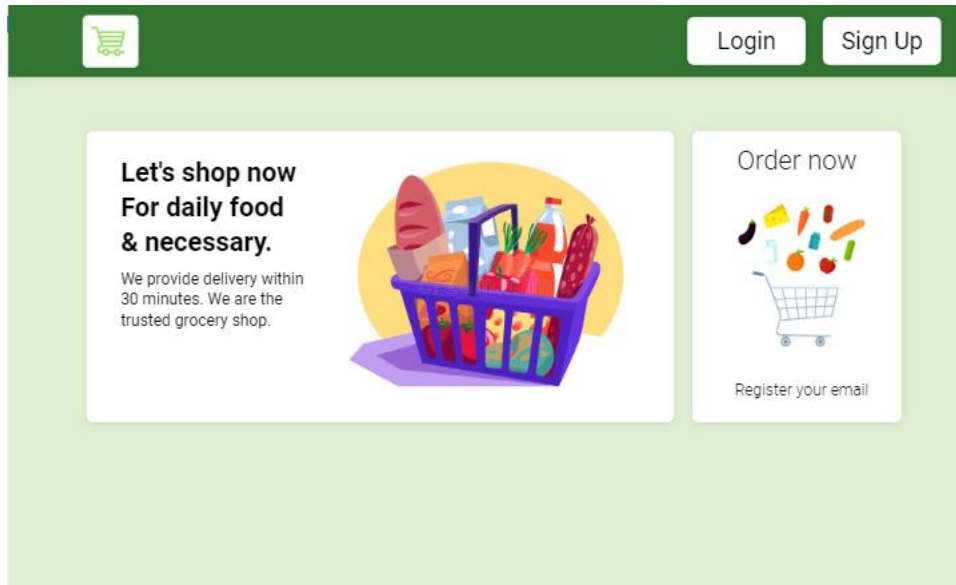 Login
Sign Up
Let's shop now
For daily food
& necessary.
We provide delivery within
30 minutes. We are the
trusted grocery shop.
Order now
Register your email